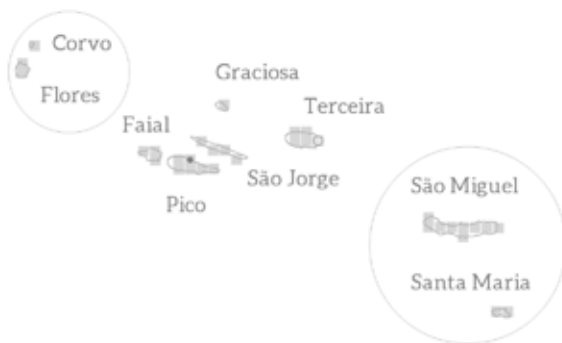 Corvo
Flores
Graciosa
Terceira
Faial
São Jorge
Pico
São Miguel
Santa Maria